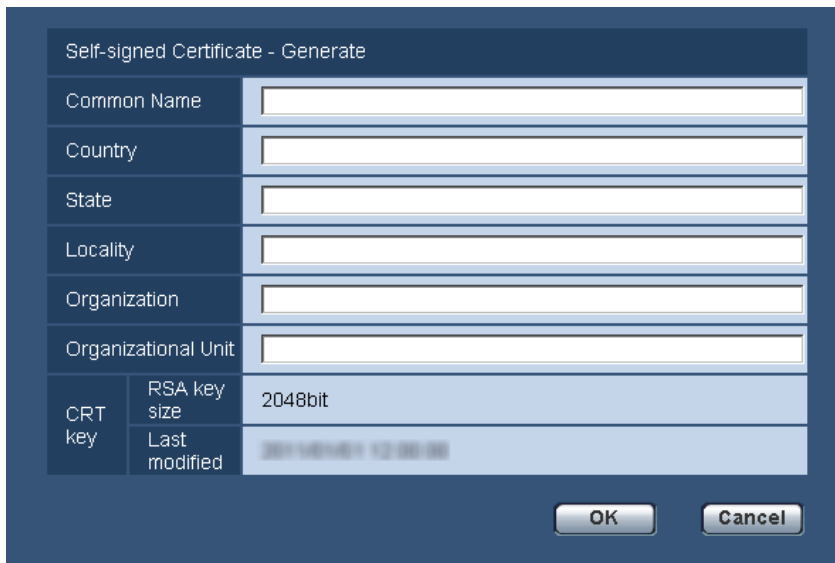 Self-signed Certificate - Generate
Common Name
Country
State
Locality
Organization
Organizational Unit
CRT key
RSA key size
2048bit
Last modified
OK
Cancel